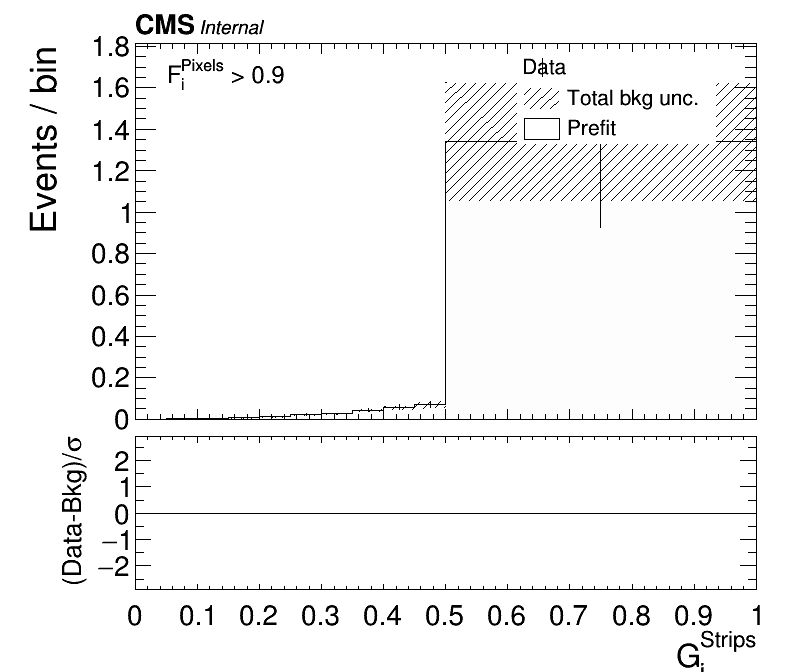 CMS Internal
F_i^Pixels > 0.9
Data
Total bkg unc.
Prefit
Events / bin
1.8
1.6
1.4
1.2
1
0.8
0.6
0.4
0.2
0
(Data-Bkg)/σ
2
1
0
−1
−2
0 0.1 0.2 0.3 0.4 0.5 0.6 0.7 0.8 0.9 1
G_i^Strips